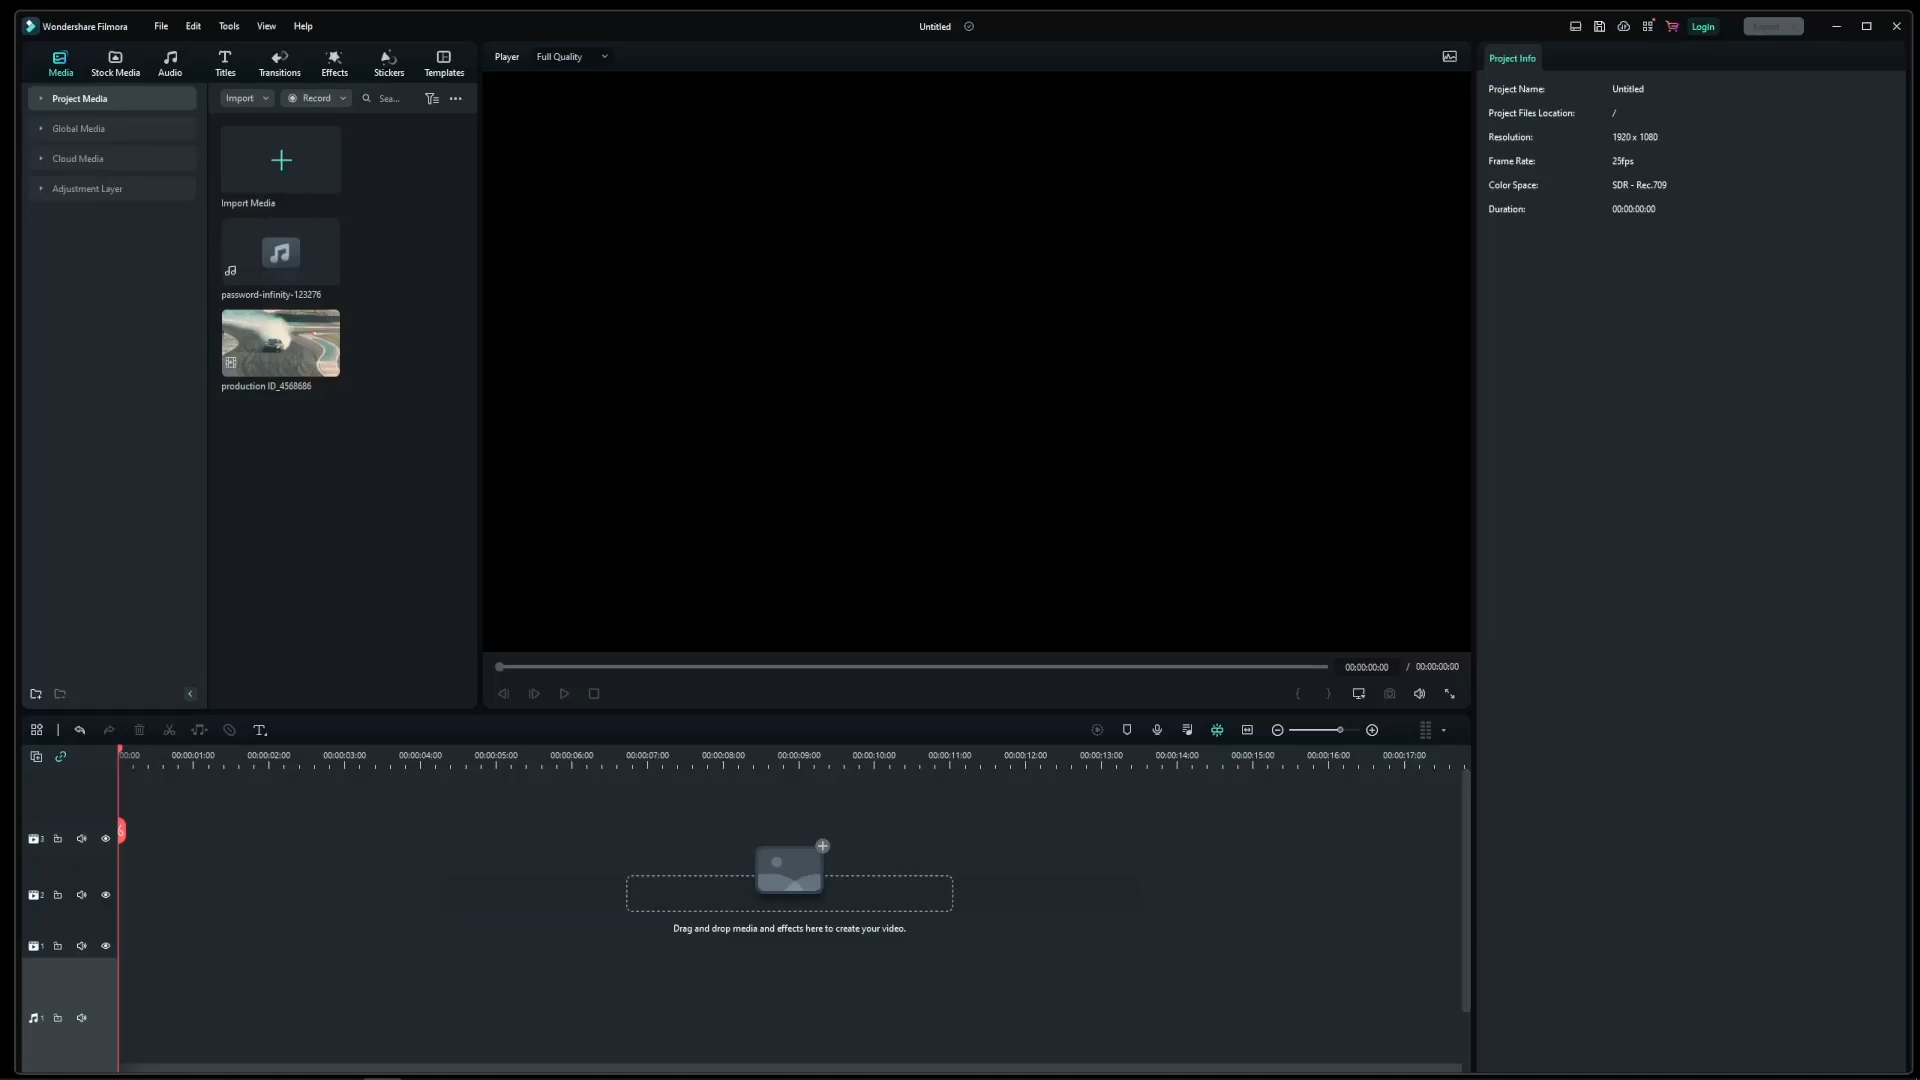 Wondershare Filmora
File
Edit
Tools
View
Help
Untitled
Login
Media
Stock Media
Audio
Titles
Transitions
Effects
Stickers
Templates
Player
Full Quality
Project Info
Project Media
Global Media
Cloud Media
Adjustment Layer
Import
Record
Sea...
Import Media
password-infinity-123276
production ID_4568686
Project Name: Untitled
Project Files Location: /
Resolution: 1920 x 1080
Frame Rate: 25fps
Color Space: SDR - Rec.709
Duration: 00:00:00:00
00:00:00:00 / 00:00:00:00
00:00 00:00:01:00 00:00:02:00 00:00:03:00 00:00:04:00 00:00:05:00 00:00:06:00 00:00:07:00 00:00:08:00 00:00:09:00 00:00:10:00 00:00:11:00 00:00:12:00 00:00:13:00 00:00:14:00 00:00:15:00 00:00:16:00 00:00:17:00
3
2
Drag and drop media and effects here to create your video.
1
1